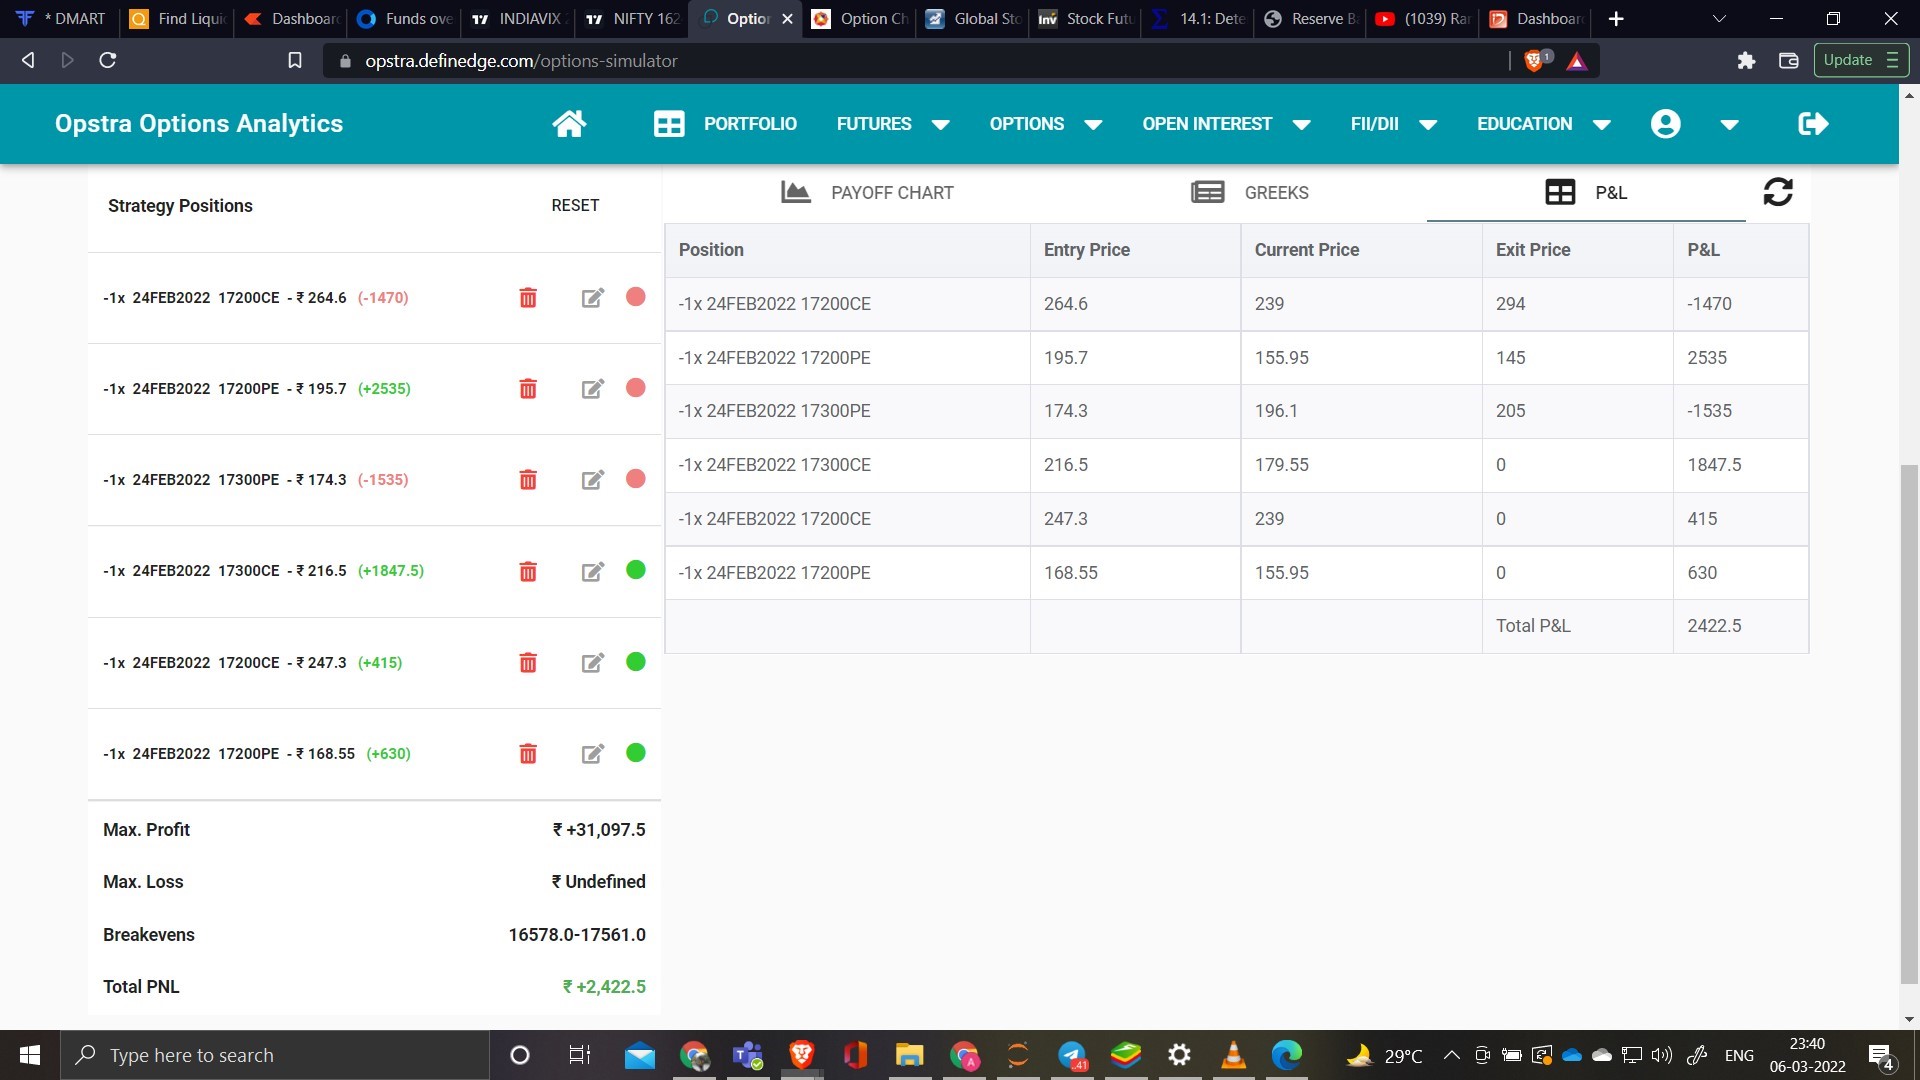 * DMART
Find Liquid
Dashboard
Funds ove
INDIAVIX
NIFTY 162
Option
Option Ch
Global Sto
Stock Futu
14.1: Dete
Reserve B
(1039) Ra
Dashboard
opstra.definedge.com/options-simulator
1
Update
Opstra Options Analytics
PORTFOLIO
FUTURES
OPTIONS
OPEN INTEREST
FII/DII
EDUCATION
Strategy Positions
RESET
PAYOFF CHART
GREEKS
P&L
-1x 24FEB2022 17200CE - ₹ 264.6 (-1470)
-1x 24FEB2022 17200PE - ₹ 195.7 (+2535)
-1x 24FEB2022 17300PE - ₹ 174.3 (-1535)
-1x 24FEB2022 17300CE - ₹ 216.5 (+1847.5)
-1x 24FEB2022 17200CE - ₹ 247.3 (+415)
-1x 24FEB2022 17200PE - ₹ 168.55 (+630)
Max. Profit ₹ +31,097.5
Max. Loss ₹ Undefined
Breakevens 16578.0-17561.0
Total PNL ₹ +2,422.5
Position Entry Price Current Price Exit Price P&L
-1x 24FEB2022 17200CE 264.6 239 294 -1470
-1x 24FEB2022 17200PE 195.7 155.95 145 2535
-1x 24FEB2022 17300PE 174.3 196.1 205 -1535
-1x 24FEB2022 17300CE 216.5 179.55 0 1847.5
-1x 24FEB2022 17200CE 247.3 239 0 415
-1x 24FEB2022 17200PE 168.55 155.95 0 630
Total P&L 2422.5
Type here to search
41
29°C
ENG
23:40
06-03-2022
4